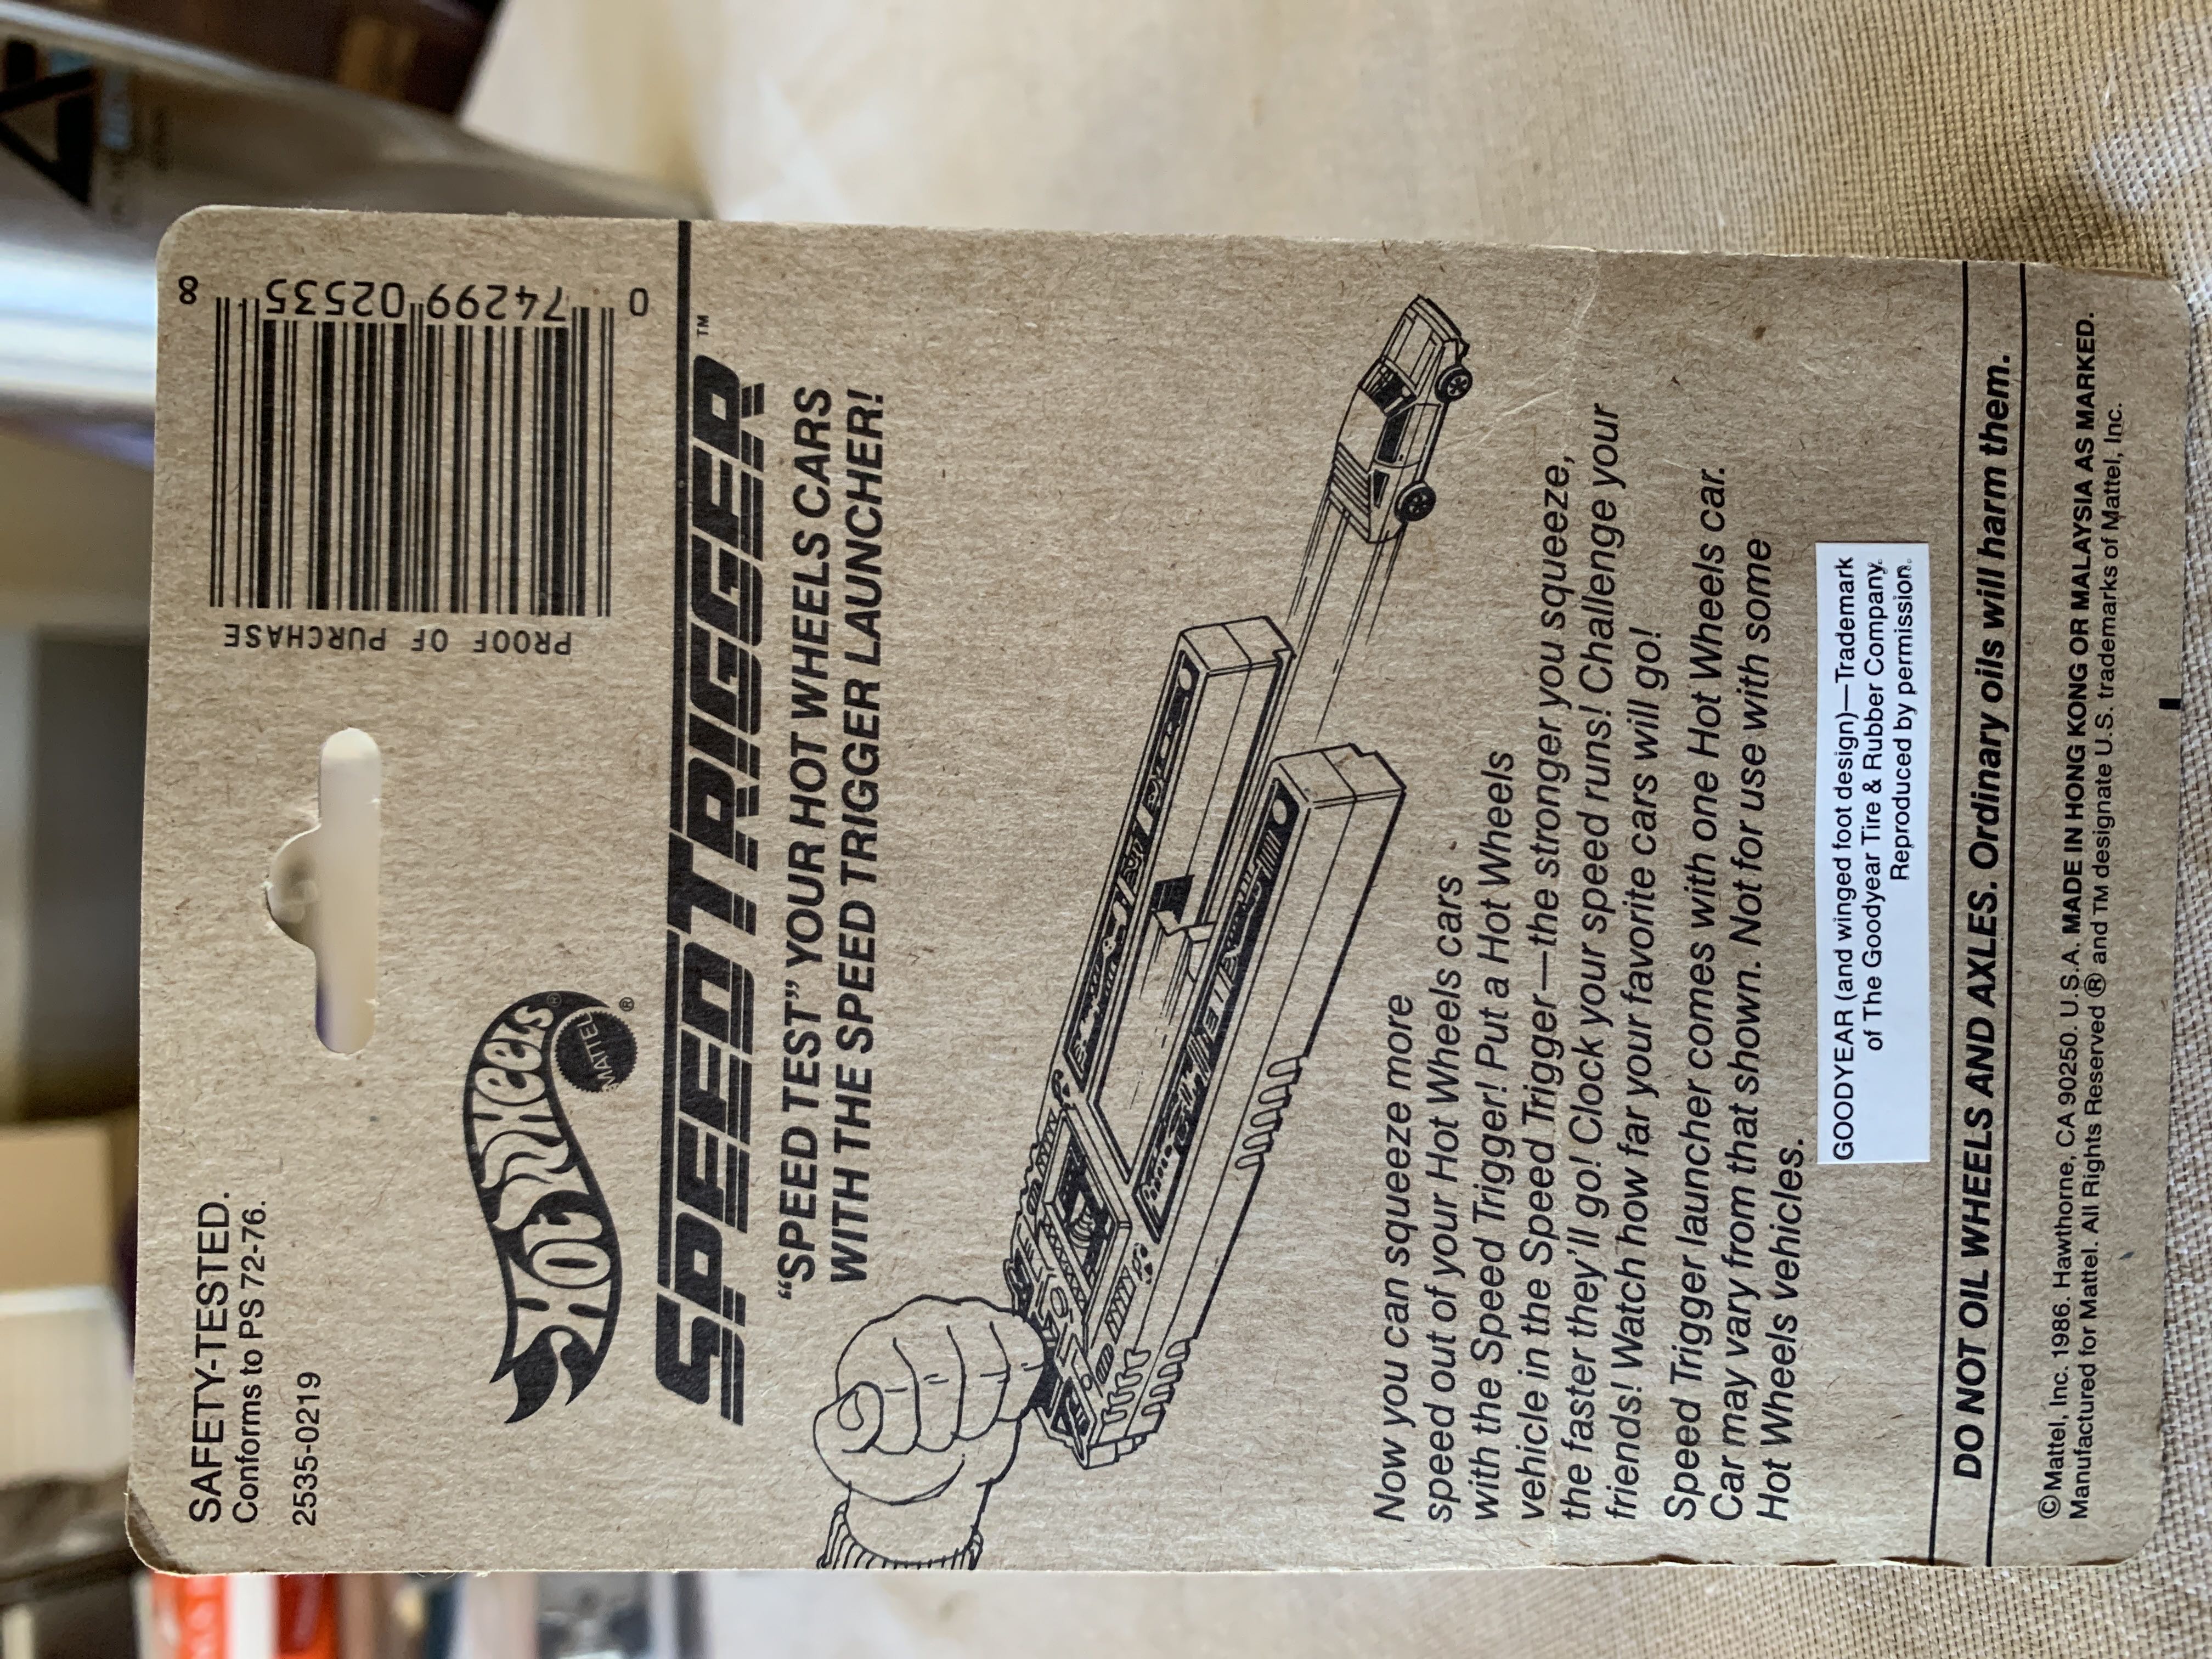 SAFETY-TESTED.
Conforms to PS 72-76.
2535-0219
PROOF OF PURCHASE
0 74299 02535 8
HOT WHEELS®
MATTEL®
SPEED TRIGGER™
“SPEED TEST” YOUR HOT WHEELS CARS
WITH THE SPEED TRIGGER LAUNCHER!
Now you can squeeze more
speed out of your Hot Wheels cars
with the Speed Trigger! Put a Hot Wheels
vehicle in the Speed Trigger—the stronger you squeeze,
the faster they’ll go! Clock your speed runs! Challenge your
friends! Watch how far your favorite cars will go!
Speed Trigger launcher comes with one Hot Wheels car.
Car may vary from that shown. Not for use with some
Hot Wheels vehicles.
GOODYEAR (and winged foot design)—Trademark
of The Goodyear Tire & Rubber Company.
Reproduced by permission.
DO NOT OIL WHEELS AND AXLES. Ordinary oils will harm them.
©Mattel, Inc. 1986. Hawthorne, CA 90250. U.S.A. MADE IN HONG KONG OR MALAYSIA AS MARKED.
Manufactured for Mattel. All Rights Reserved ® and TM designate U.S. trademarks of Mattel, Inc.